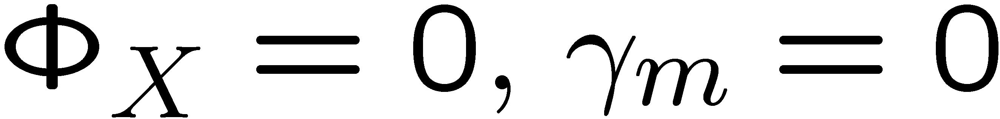 Φ_X = 0, γ_m = 0